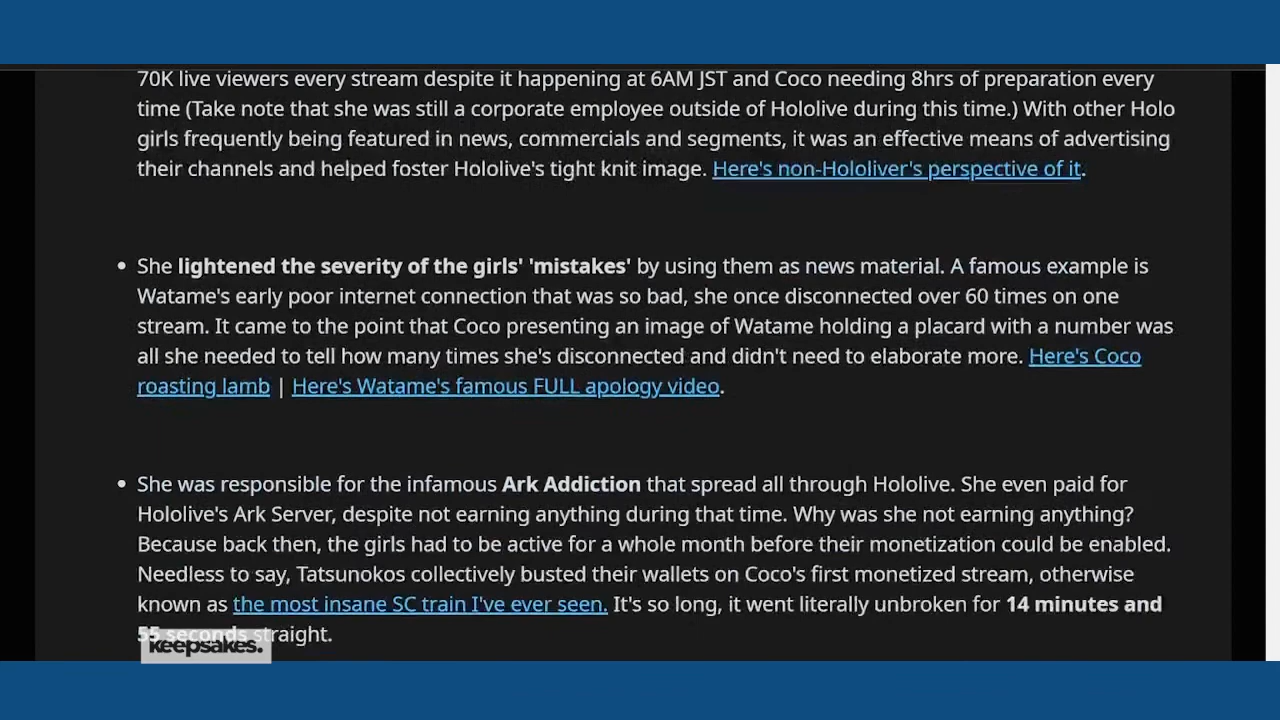 70K live viewers every stream despite it happening at 6AM JST and Coco needing 8hrs of preparation every
time (Take note that she was still a corporate employee outside of Hololive during this time.) With other Holo
girls frequently being featured in news, commercials and segments, it was an effective means of advertising
their channels and helped foster Hololive's tight knit image. Here's non-Hololiver's perspective of it.
• She lightened the severity of the girls' 'mistakes' by using them as news material. A famous example is
Watame's early poor internet connection that was so bad, she once disconnected over 60 times on one
stream. It came to the point that Coco presenting an image of Watame holding a placard with a number was
all she needed to tell how many times she's disconnected and didn't need to elaborate more. Here's Coco
roasting lamb | Here's Watame's famous FULL apology video.
• She was responsible for the infamous Ark Addiction that spread all through Hololive. She even paid for
Hololive's Ark Server, despite not earning anything during that time. Why was she not earning anything?
Because back then, the girls had to be active for a whole month before their monetization could be enabled.
Needless to say, Tatsunokos collectively busted their wallets on Coco's first monetized stream, otherwise
known as the most insane SC train I've ever seen. It's so long, it went literally unbroken for 14 minutes and
55 seconds straight.
keepsakes.